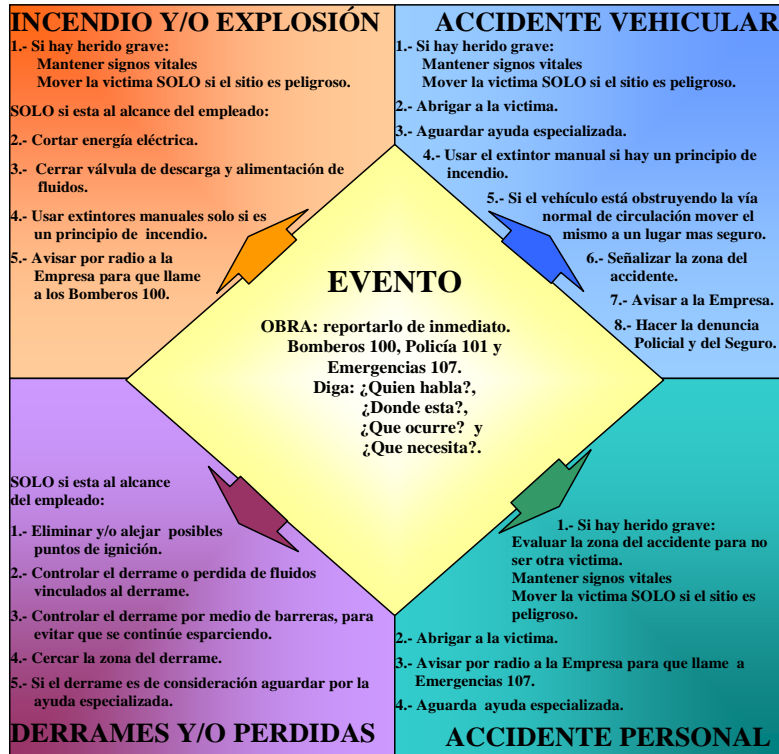 INCENDIO Y/O EXPLOSIÓN
1.- Si hay herido grave:
Mantener signos vitales
Mover la victima SOLO si el sitio es peligroso.
SOLO si esta al alcance del empleado:
2.- Cortar energía eléctrica.
3.- Cerrar válvula de descarga y alimentación de
fluidos.
4.- Usar extintores manuales solo si es
un principio de incendio.
5.- Avisar por radio a la
Empresa para que llame
a los Bomberos 100.
ACCIDENTE VEHICULAR
1.- Si hay herido grave:
Mantener signos vitales
Mover la victima SOLO si el sitio es peligroso.
2.- Abrigar a la victima.
3.- Aguardar ayuda especializada.
4.- Usar el extintor manual si hay un principio de
incendio.
5.- Si el vehículo está obstruyendo la vía
normal de circulación mover el
mismo a un lugar mas seguro.
6.- Señalizar la zona del
accidente.
7.- Avisar a la Empresa.
8.- Hacer la denuncia
Policial y del Seguro.
EVENTO
OBRA: reportarlo de inmediato.
Bomberos 100, Policía 101 y
Emergencias 107.
Diga: ¿Quien habla?,
¿Donde esta?,
¿Que ocurre? y
¿Que necesita?.
SOLO si esta al alcance
del empleado:
1.- Eliminar y/o alejar posibles
puntos de ignición.
2.- Controlar el derrame o perdida de fluidos
vinculados al derrame.
3.- Controlar el derrame por medio de barreras, para
evitar que se continúe esparciendo.
4.- Cercar la zona del derrame.
5.- Si el derrame es de consideración aguardar por la
ayuda especializada.
DERRAMES Y/O PERDIDAS
1.- Si hay herido grave:
Evaluar la zona del accidente para no
ser otra victima.
Mantener signos vitales
Mover la victima SOLO si el sitio es
peligroso.
2.- Abrigar a la victima.
3.- Avisar por radio a la Empresa para que llame a
Emergencias 107.
4.- Aguarda ayuda especializada.
ACCIDENTE PERSONAL